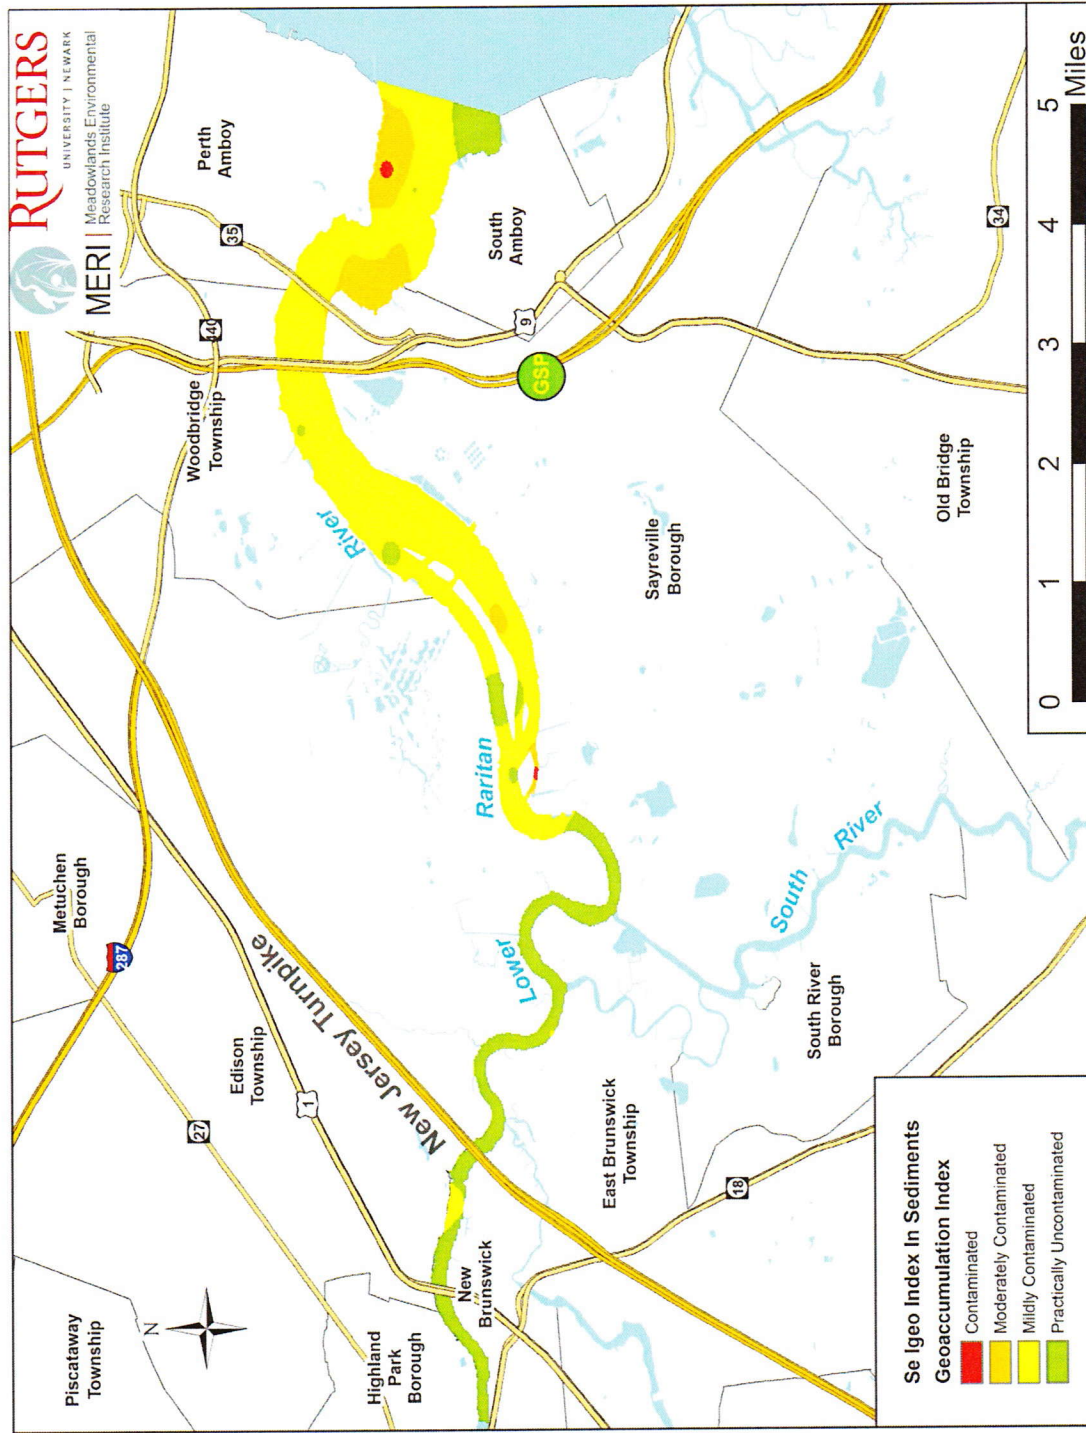 RUTGERS
UNIVERSITY | NEWARK
MERI | Meadowlands Environmental
Research Institute
Piscataway
Township
N
Metuchen
Borough
287
27
Edison
Township
1
New Jersey Turnpike
Highland
Park
Borough
New
Brunswick
Woodbridge
Township
440
35
Perth
Amboy
South
Amboy
9
GSP
Lower
Raritan
River
Sayreville
Borough
South
River
East Brunswick
Township
South River
Borough
18
Old Bridge
Township
34
Se Igeo Index In Sediments
Geoaccumulation Index
Contaminated
Moderately Contaminated
Mildly Contaminated
Practically Uncontaminated
0 1 2 3 4 5
Miles